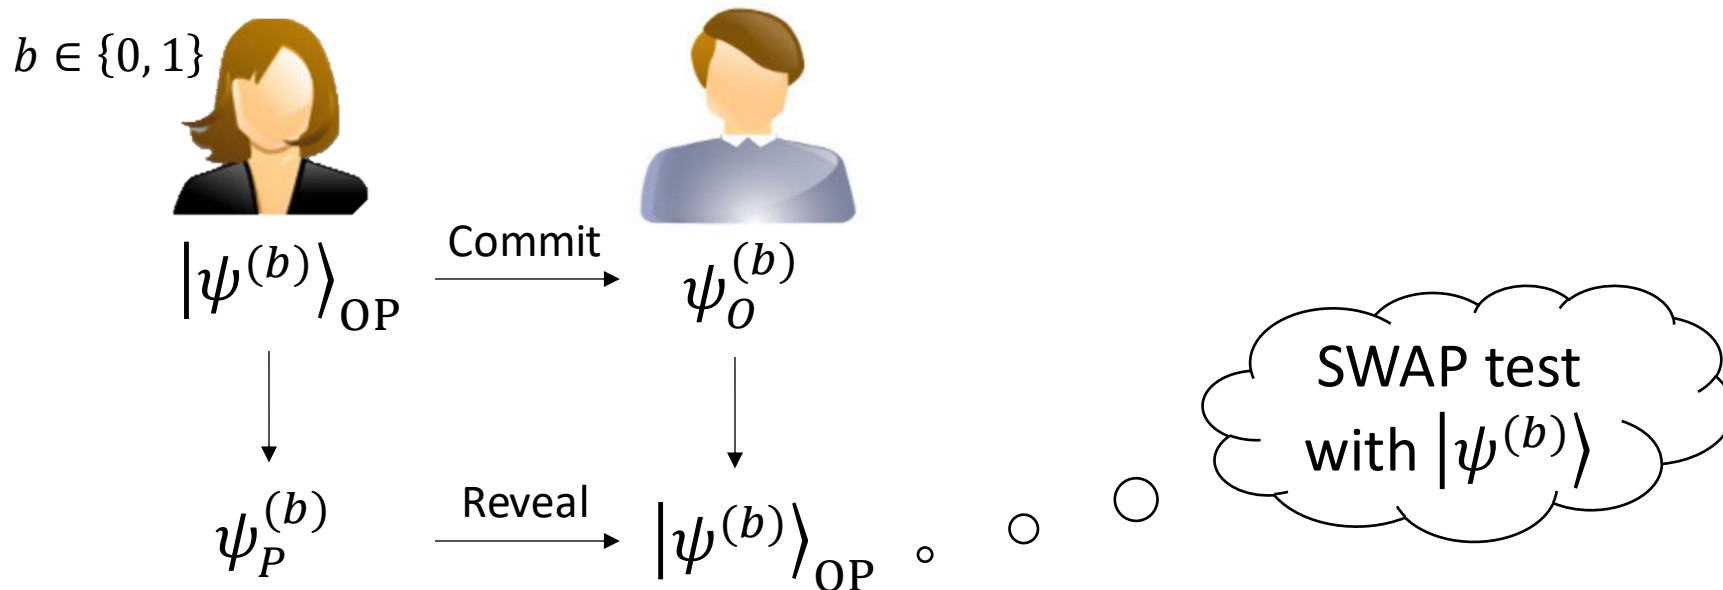 b ∈ {0, 1}
Commit
|ψ^(b)⟩_OP
ψ_O^(b)
SWAP test
with |ψ^(b)⟩
Reveal
ψ_P^(b)
|ψ^(b)⟩_OP